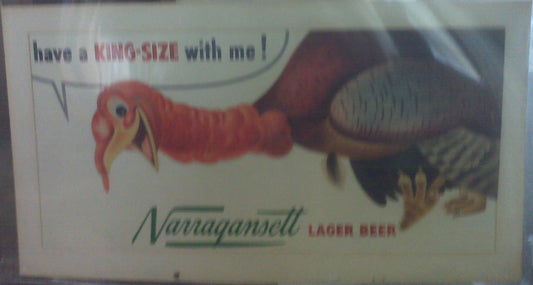 have a KING-SIZE with me!
Narragansett LAGER BEER